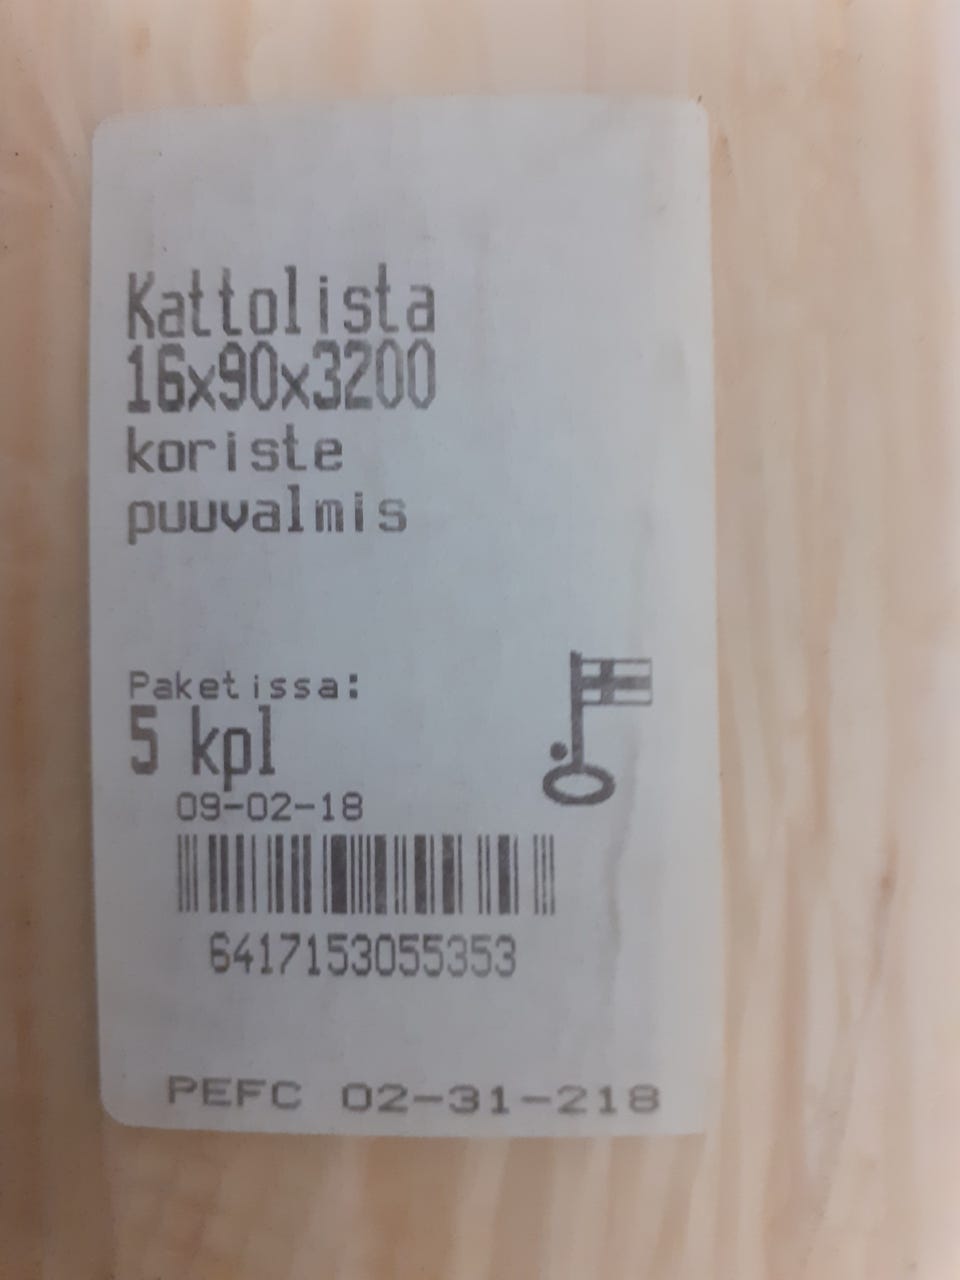 Kattolista
16x90x3200
koriste
puuvalmis
Paketissa:
5 kpl
09-02-18
6417153055353
PEFC 02-31-218